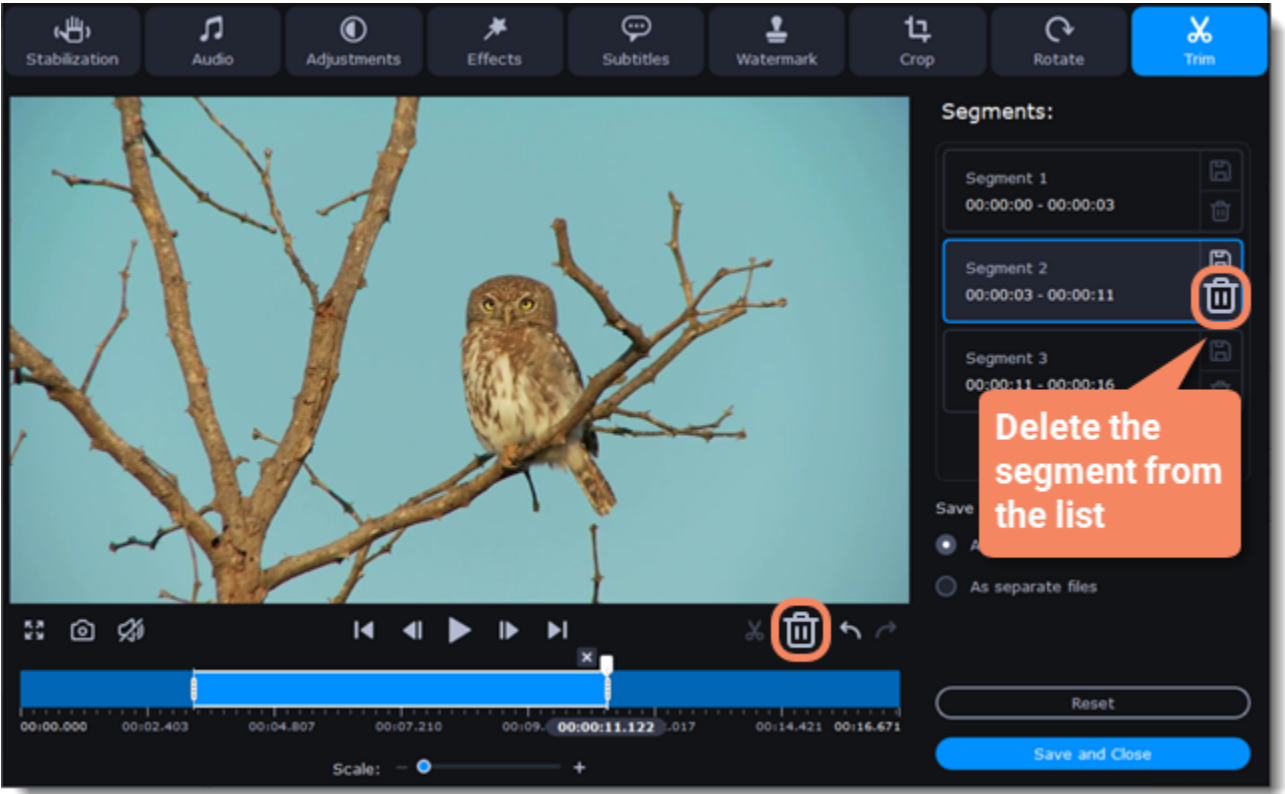 Stabilization
Audio
Adjustments
Effects
Subtitles
Watermark
Crop
Rotate
Trim
Segments:
Segment 1
00:00:00 - 00:00:03
Segment 2
00:00:03 - 00:00:11
Segment 3
00:00:11 - 00:00:16
Delete the
segment from
the list
Save
As separate files
00:00.000
00:02.403
00:04.807
00:07.210
00:09.
00:00:11.122
.017
00:14.421
00:16.671
Scale:
Reset
Save and Close